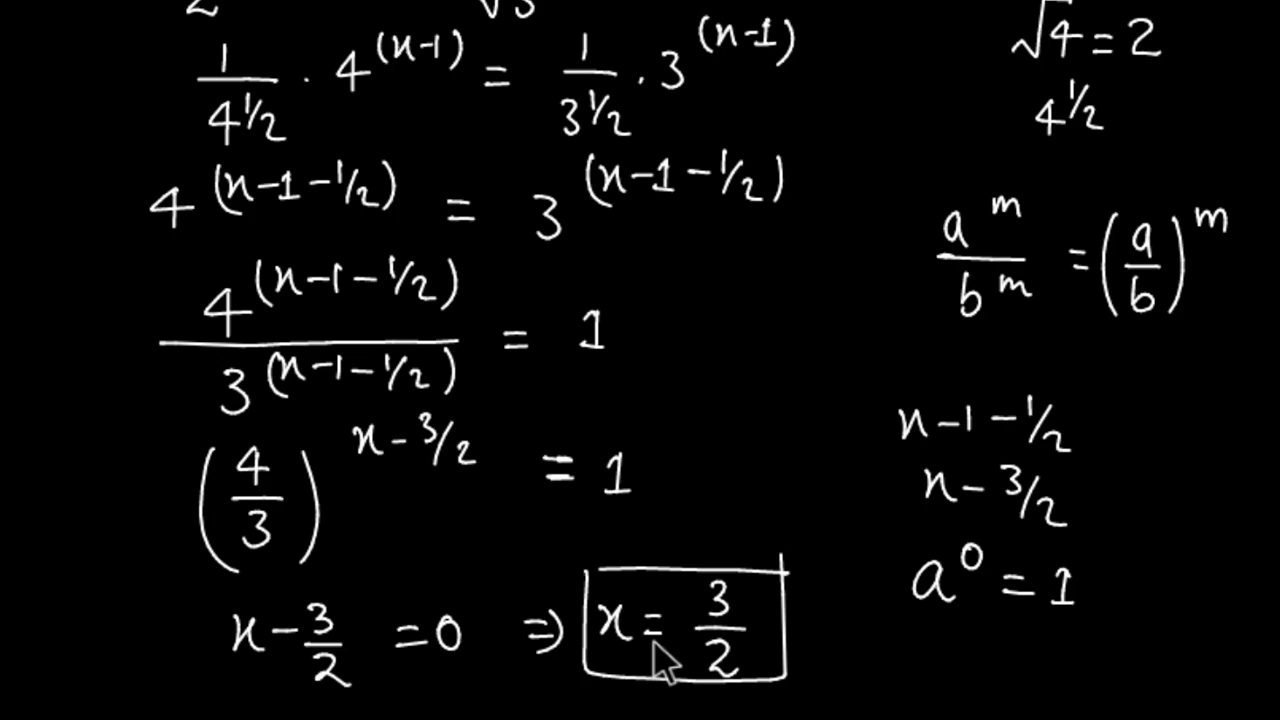 2 √3
1/4^(1/2) · 4^(x-1) = 1/3^(1/2) · 3^(x-1)
4^(x-1-1/2) = 3^(x-1-1/2)
4^(x-1-1/2) / 3^(x-1-1/2) = 1
(4/3)^(x-3/2) = 1
x - 3/2 = 0 ⇒ x = 3/2
√4 = 2
4^(1/2)
a^m / b^m = (a/b)^m
x-1-1/2
x-3/2
a^0 = 1